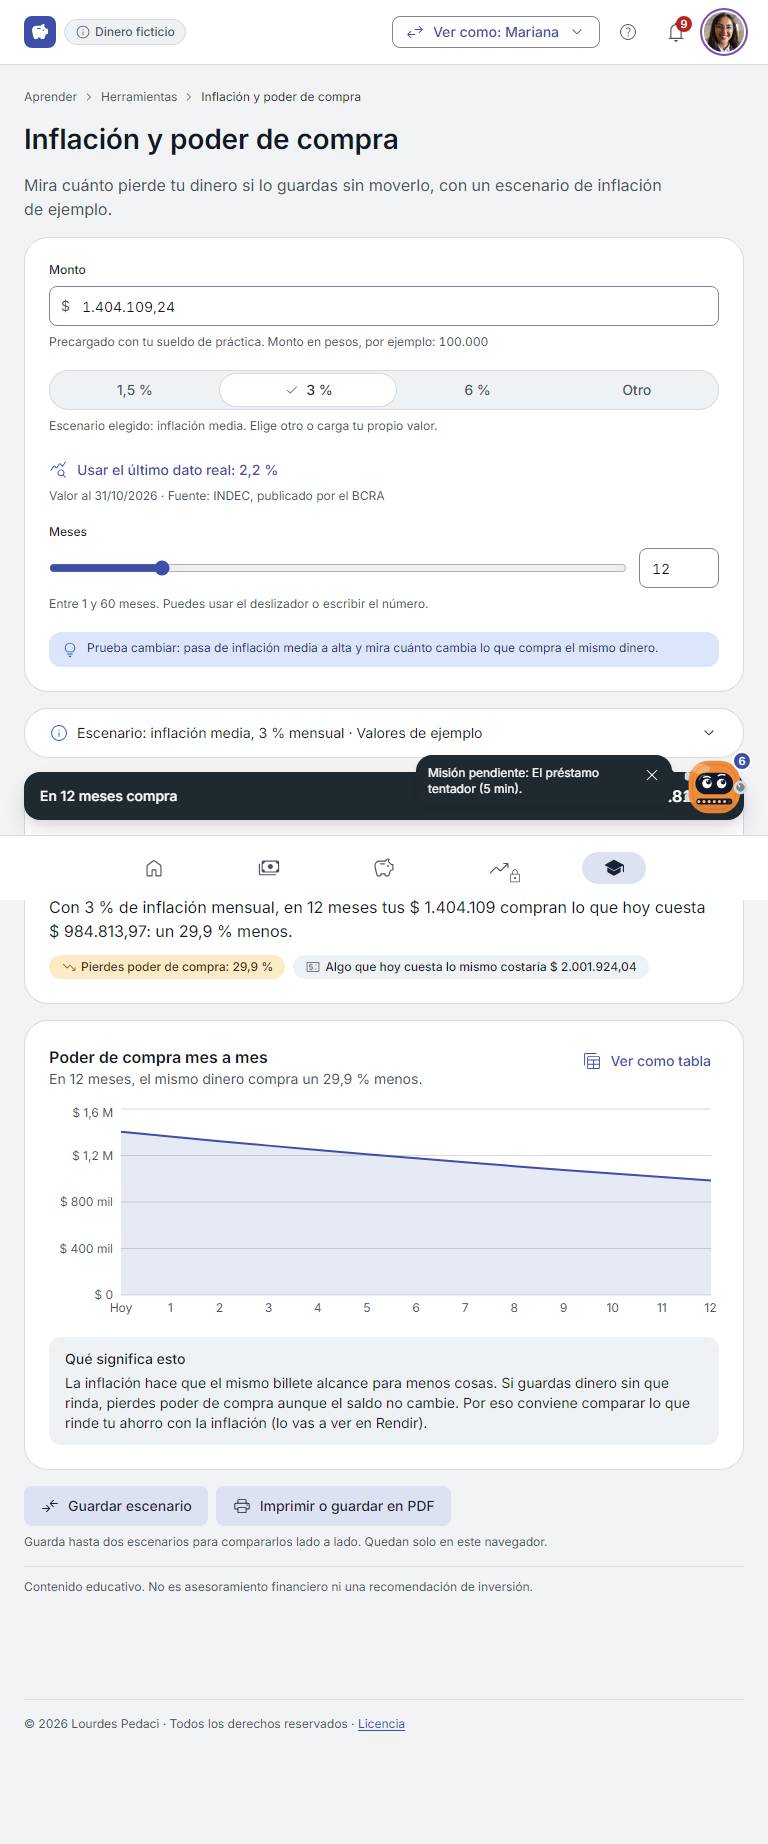 Dinero ficticio
Ver como: Mariana
9
Aprender
Herramientas
Inflación y poder de compra
Inflación y poder de compra
Mira cuánto pierde tu dinero si lo guardas sin moverlo, con un escenario de inflación
de ejemplo.
Monto
$ 1.404.109,24
Precargado con tu sueldo de práctica. Monto en pesos, por ejemplo: 100.000
1,5 %
3 %
6 %
Otro
Escenario elegido: inflación media. Elige otro o carga tu propio valor.
Usar el último dato real: 2,2 %
Valor al 31/10/2026 · Fuente: INDEC, publicado por el BCRA
Meses
12
Entre 1 y 60 meses. Puedes usar el deslizador o escribir el número.
Prueba cambiar: pasa de inflación media a alta y mira cuánto cambia lo que compra el mismo dinero.
Escenario: inflación media, 3 % mensual · Valores de ejemplo
Misión pendiente: El préstamo
tentador (5 min).
6
En 12 meses compra
Con 3 % de inflación mensual, en 12 meses tus $ 1.404.109 compran lo que hoy cuesta
$ 984.813,97: un 29,9 % menos.
Pierdes poder de compra: 29,9 %
Algo que hoy cuesta lo mismo costaría $ 2.001.924,04
Poder de compra mes a mes
Ver como tabla
En 12 meses, el mismo dinero compra un 29,9 % menos.
$ 1,6 M
$ 1,2 M
$ 800 mil
$ 400 mil
$ 0
Hoy 1 2 3 4 5 6 7 8 9 10 11 12
Qué significa esto
La inflación hace que el mismo billete alcance para menos cosas. Si guardas dinero sin que
rinda, pierdes poder de compra aunque el saldo no cambie. Por eso conviene comparar lo que
rinde tu ahorro con la inflación (lo vas a ver en Rendir).
Guardar escenario
Imprimir o guardar en PDF
Guarda hasta dos escenarios para compararlos lado a lado. Quedan solo en este navegador.
Contenido educativo. No es asesoramiento financiero ni una recomendación de inversión.
© 2026 Lourdes Pedaci · Todos los derechos reservados · Licencia